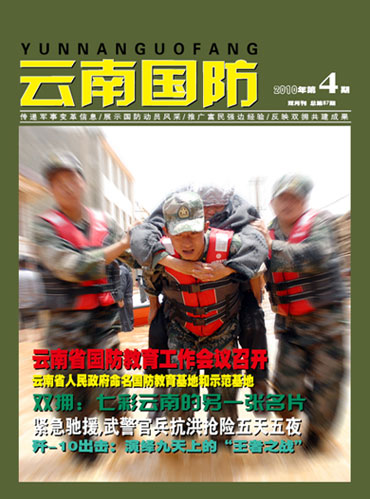 YUNNANGUOFANG
云南国防
2010年第4期
双月刊 总第87期
传递军事变革信息/展示国防动员风采/推广富民强边经验/反映双拥共建成果
云南省国防教育工作会议召开
云南省人民政府命名国防教育基地和示范基地
双拥：七彩云南的另一张名片
紧急驰援,武警官兵抗洪抢险五天五夜
歼-10出击：演绎九天上的“王者之战”